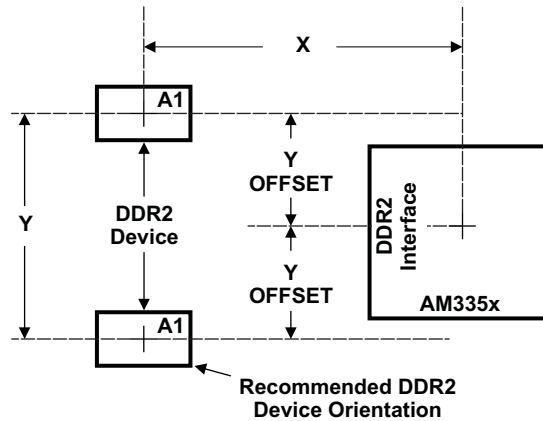 X
A1
Y
OFFSET
DDR2
Device
Y
DDR2
Interface
Y
OFFSET
AM335x
A1
Recommended DDR2
Device Orientation